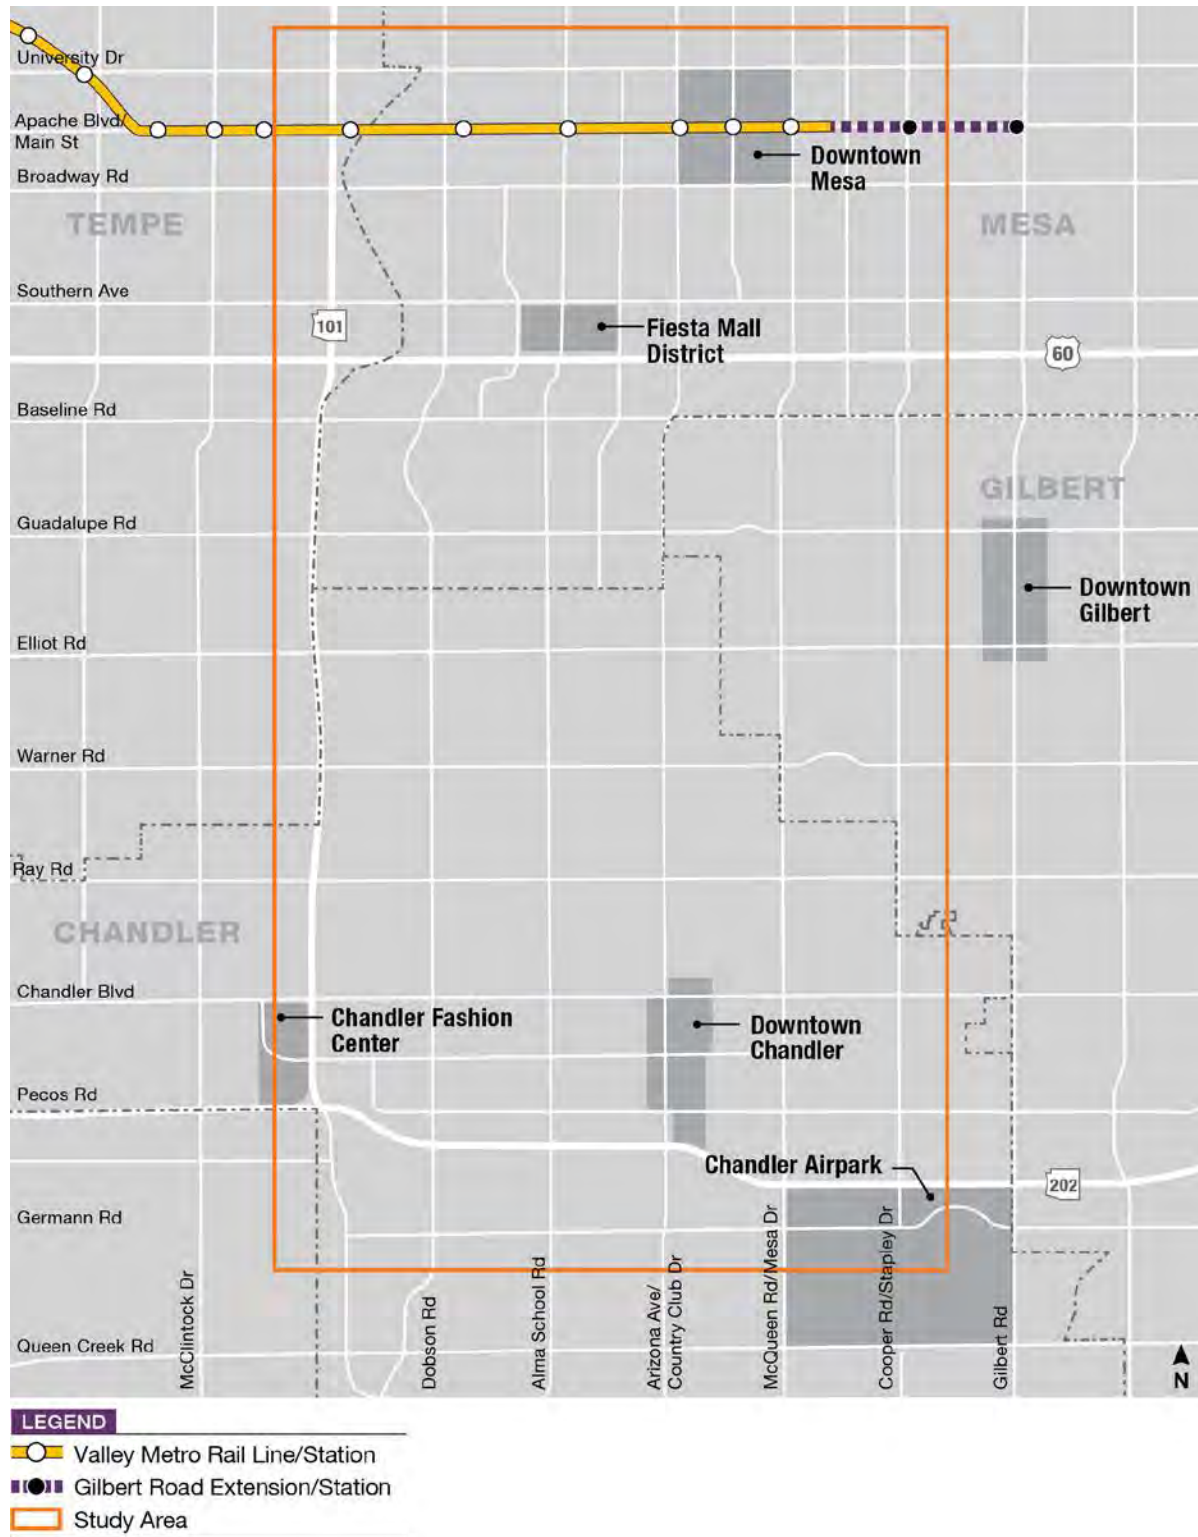 University Dr
Apache Blvd/
Main St
Downtown
Mesa
Broadway Rd
TEMPE
MESA
Southern Ave
101
Fiesta Mall
District
60
Baseline Rd
GILBERT
Guadalupe Rd
Downtown
Gilbert
Elliot Rd
Warner Rd
Ray Rd
CHANDLER
Chandler Blvd
Chandler Fashion
Center
Downtown
Chandler
Pecos Rd
Chandler Airpark
202
Germann Rd
McClintock Dr
Dobson Rd
Alma School Rd
Arizona Ave/
Country Club Dr
McQueen Rd/Mesa Dr
Cooper Rd/Stapley Dr
Gilbert Rd
Queen Creek Rd
N
LEGEND
Valley Metro Rail Line/Station
Gilbert Road Extension/Station
Study Area